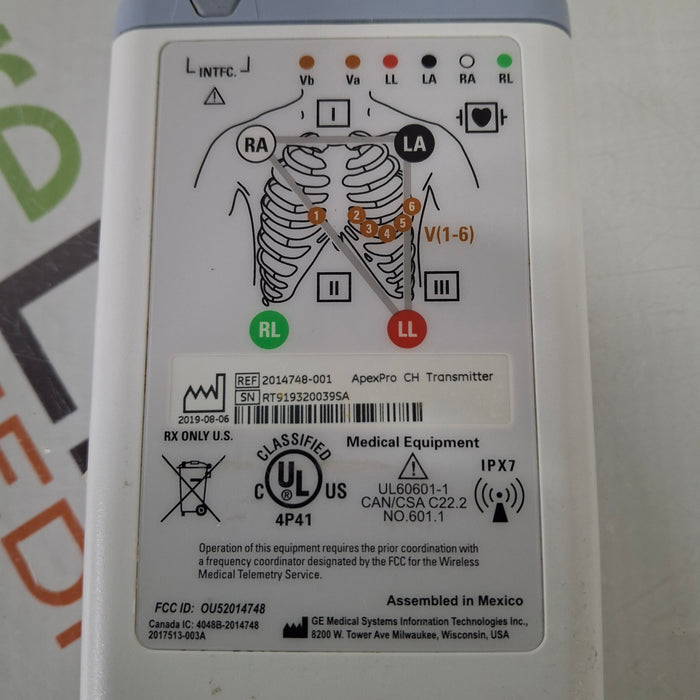 INTFC.
Vb Va LL LA RA RL
I
RA LA
1 2 3 4 5 6
V(1-6)
II III
RL LL
REF 2014748-001 ApexPro CH Transmitter
SN RT919320039SA
2019-08-06
RX ONLY U.S.
CLASSIFIED
C UL ® US
4P41
Medical Equipment
UL60601-1
CAN/CSA C22.2
NO.601.1
IPX7
Operation of this equipment requires the prior coordination with
a frequency coordinator designated by the FCC for the Wireless
Medical Telemetry Service.
Assembled in Mexico
FCC ID: OU52014748
Canada IC: 4048B-2014748
2017513-003A
GE Medical Systems Information Technologies Inc.,
8200 W. Tower Ave Milwaukee, Wisconsin, USA